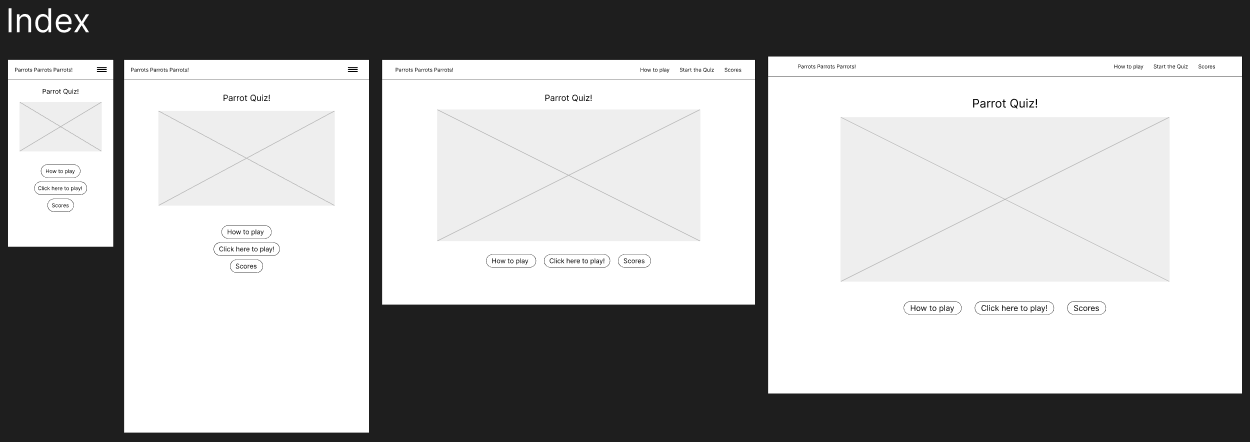 Index
Parrots Parrots Parrots!
Parrot Quiz!
How to play
Click here to play!
Scores
Parrots Parrots Parrots!
Parrot Quiz!
How to play
Click here to play!
Scores
Parrots Parrots Parrots!
How to play Start the Quiz Scores
Parrot Quiz!
How to play Click here to play! Scores
Parrots Parrots Parrots!
How to play Start the Quiz Scores
Parrot Quiz!
How to play Click here to play! Scores